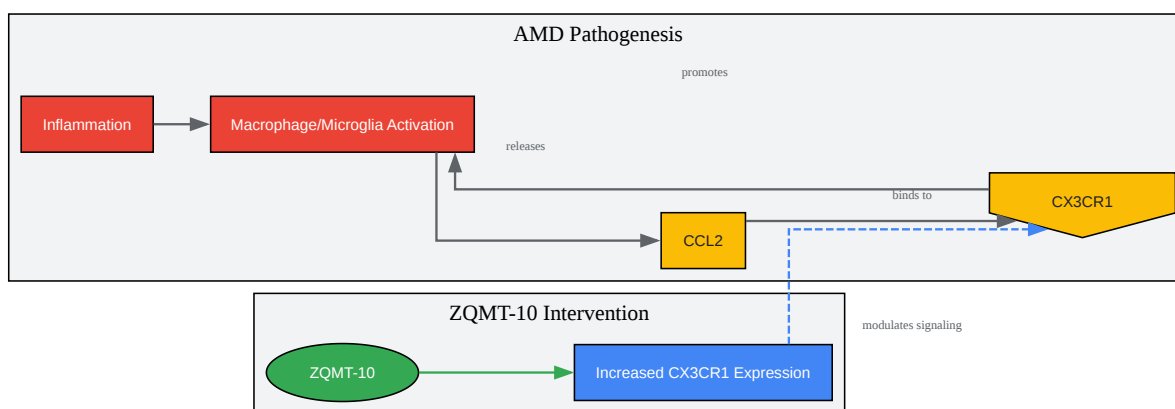 AMD Pathogenesis
promotes
Inflammation
Macrophage/Microglia Activation
releases
binds to
CX3CR1
CCL2
ZQMT-10 Intervention
modulates signaling
ZQMT-10
Increased CX3CR1 Expression